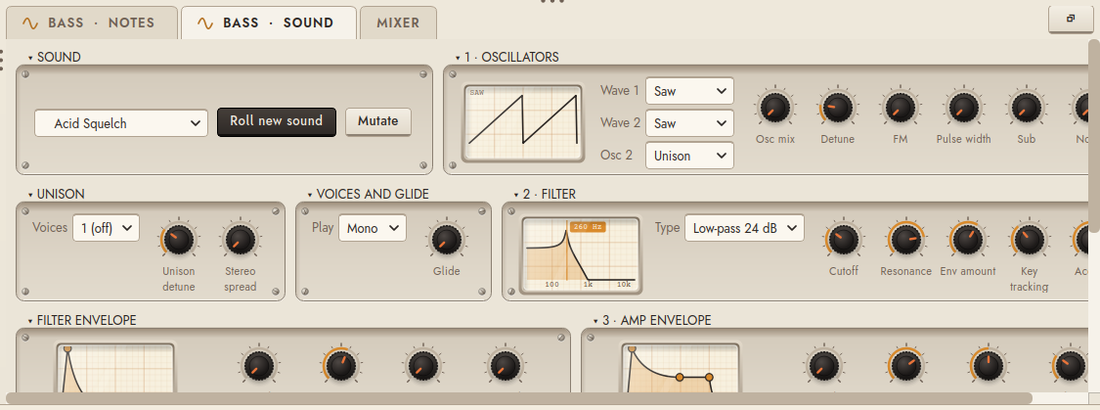 BASS · NOTES
BASS · SOUND
MIXER
SOUND
Acid Squelch
Roll new sound
Mutate
1 · OSCILLATORS
SAW
Wave 1
Saw
Wave 2
Saw
Osc 2
Unison
Osc mix
Detune
FM
Pulse width
Sub
UNISON
Voices
1 (off)
Unison
detune
Stereo
spread
VOICES AND GLIDE
Play
Mono
Glide
2 · FILTER
260 Hz
100
1k
10k
Type
Low-pass 24 dB
Cutoff
Resonance
Env amount
Key
tracking
FILTER ENVELOPE
3 · AMP ENVELOPE